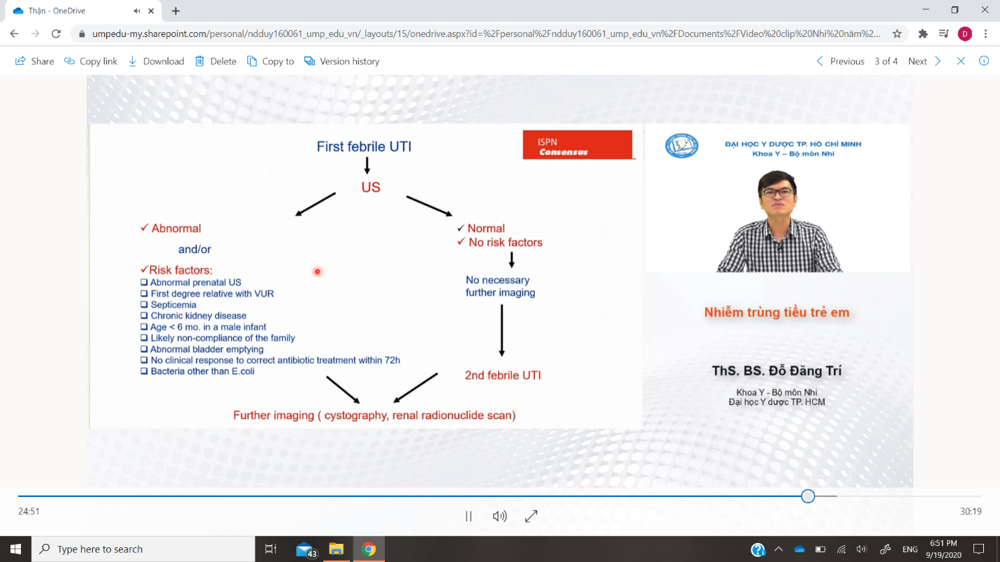 Thận - OneDrive
umpedu-my.sharepoint.com/personal/ndduy160061_ump_edu_vn/_layouts/15/onedrive.aspx?id=%2Fpersonal%2Fndduy160061_ump_edu_vn%2FDocuments%2FVideo%20clip%20Nhi%20năm%2...
D
Share
Copy link
Download
Delete
Copy to
Version history
Previous
3 of 4
Next
First febrile UTI
ISPN
Consensus
US
✓ Abnormal
and/or
✓ Risk factors:
❑ Abnormal prenatal US
❑ First degree relative with VUR
❑ Septicemia
❑ Chronic kidney disease
❑ Age < 6 mo. in a male infant
❑ Likely non-compliance of the family
❑ Abnormal bladder emptying
❑ No clinical response to correct antibiotic treatment within 72h
❑ Bacteria other than E.coli
✓ Normal
✓ No risk factors
No necessary
further imaging
2nd febrile UTI
Further imaging ( cystography, renal radionuclide scan)
ĐẠI HỌC Y DƯỢC TP. HỒ CHÍ MINH
Khoa Y – Bộ môn Nhi
Nhiễm trùng tiểu trẻ em
ThS. BS. Đỗ Đăng Trí
Khoa Y - Bộ môn Nhi
Đại học Y dược TP. HCM
24:51
30:19
Type here to search
43
ENG
6:51 PM
9/19/2020